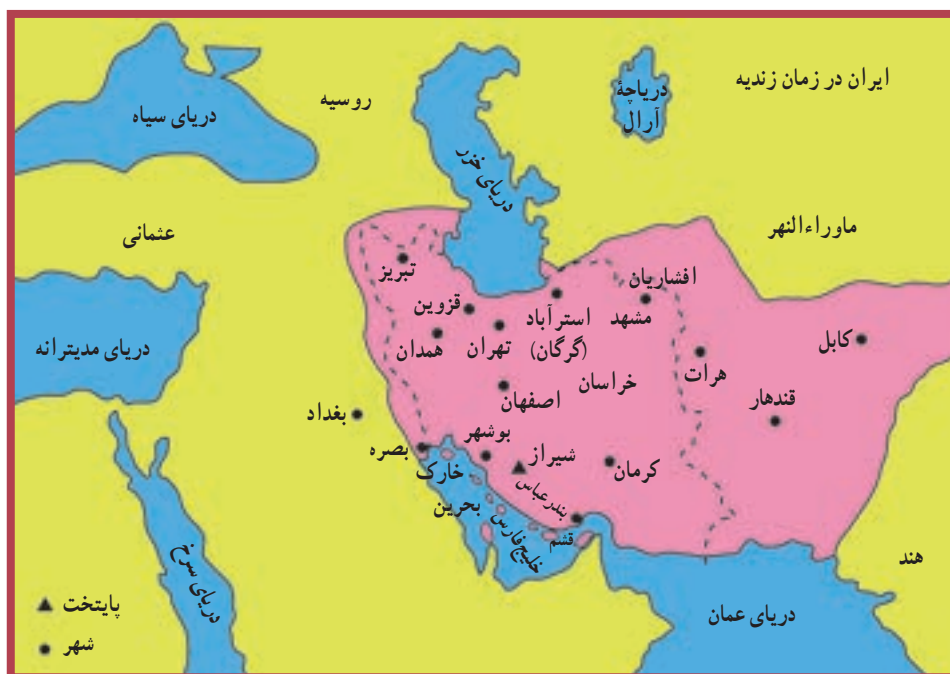 ایران در زمان زندیه
دریاچۀ
آرال
روسیه
دریای سیاه
دریای خزر
ماوراءالنهر
عثمانی
افشاریان
تبریز
مشهد
قزوین
استرآباد
(گرگان)
تهران
همدان
کابل
دریای مدیترانه
هرات
خراسان
اصفهان
قندهار
بغداد
بوشهر
بصره
شیراز
کرمان
خارک
بندرعباس
بحرین
خلیج فارس
قشم
هند
دریای سرخ
دریای عمان
پایتخت
شهر